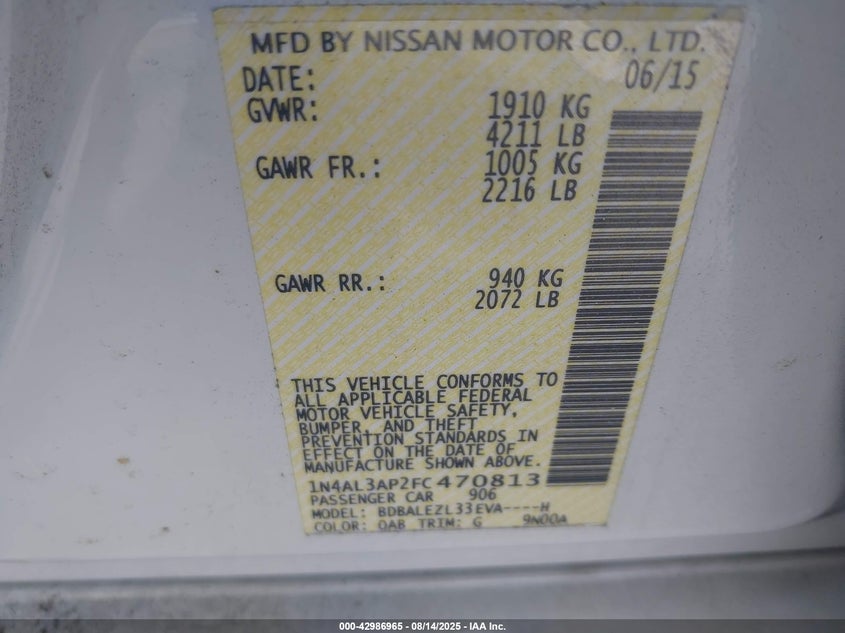 MFD BY NISSAN MOTOR CO., LTD.
DATE: 06/15
GVWR: 1910 KG
4211 LB
GAWR FR.: 1005 KG
2216 LB
GAWR RR.: 940 KG
2072 LB
THIS VEHICLE CONFORMS TO
ALL APPLICABLE FEDERAL
MOTOR VEHICLE SAFETY,
BUMPER, AND THEFT
PREVENTION STANDARDS IN
EFFECT ON THE DATE OF
MANUFACTURE SHOWN ABOVE.
1N4AL3AP2FC470813
PASSENGER CAR 906
MODEL: BDBALEZL33EVA----H
COLOR: QAB TRIM: G 9N00A
000-42986965 - 08/14/2025 - IAA Inc.